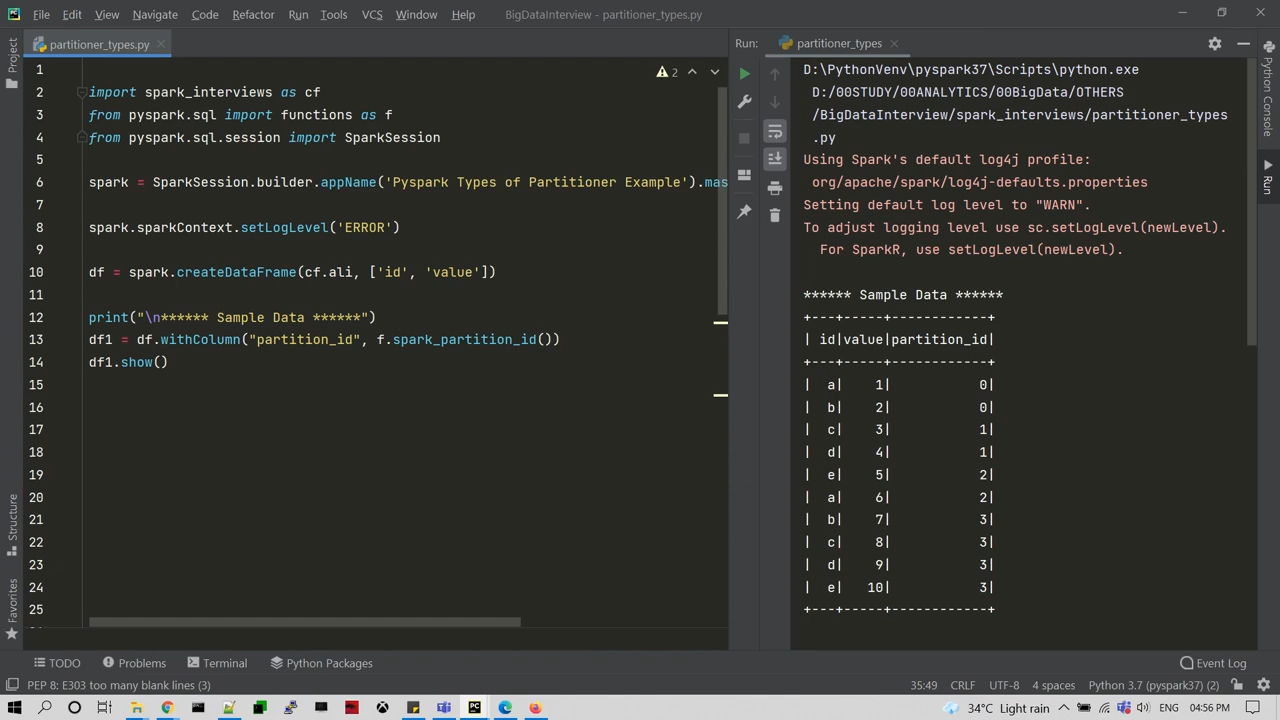 File Edit View Navigate Code Refactor Run Tools VCS Window Help BigDataInterview - partitioner_types.py
partitioner_types.py
Run: partitioner_types
Project
Structure
Favorites
Python Console
Run
2
1
2 import spark_interviews as cf
3 from pyspark.sql import functions as f
4 from pyspark.sql.session import SparkSession
5
6 spark = SparkSession.builder.appName('Pyspark Types of Partitioner Example').mas
7
8 spark.sparkContext.setLogLevel('ERROR')
9
10 df = spark.createDataFrame(cf.ali, ['id', 'value'])
11
12 print("\n****** Sample Data ******")
13 df1 = df.withColumn("partition_id", f.spark_partition_id())
14 df1.show()
15
16
17
18
19
20
21
22
23
24
25
D:\PythonVenv\pyspark37\Scripts\python.exe
D:/00STUDY/00ANALYTICS/00BigData/OTHERS
/BigDataInterview/spark_interviews/partitioner_types
.py
Using Spark's default log4j profile:
org/apache/spark/log4j-defaults.properties
Setting default log level to "WARN".
To adjust logging level use sc.setLogLevel(newLevel).
For SparkR, use setLogLevel(newLevel).
****** Sample Data ******
+---+-----+------------+
| id|value|partition_id|
+---+-----+------------+
|  a|    1|           0|
|  b|    2|           0|
|  c|    3|           1|
|  d|    4|           1|
|  e|    5|           2|
|  a|    6|           2|
|  b|    7|           3|
|  c|    8|           3|
|  d|    9|           3|
|  e|   10|           3|
+---+-----+------------+
TODO Problems Terminal Python Packages Event Log
PEP 8: E303 too many blank lines (3) 35:49 CRLF UTF-8 4 spaces Python 3.7 (pyspark37) (2)
34°C Light rain ENG 04:56 PM